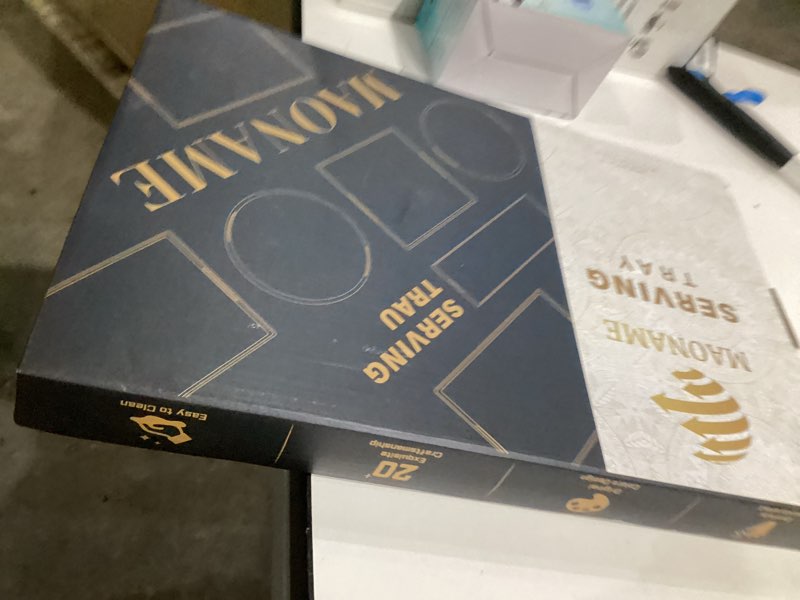 MAONAME
SERVING
TRAU
MAONAME
SERVING
TRAY
Easy to Clean
20+
Exquisite
Craftsmanship